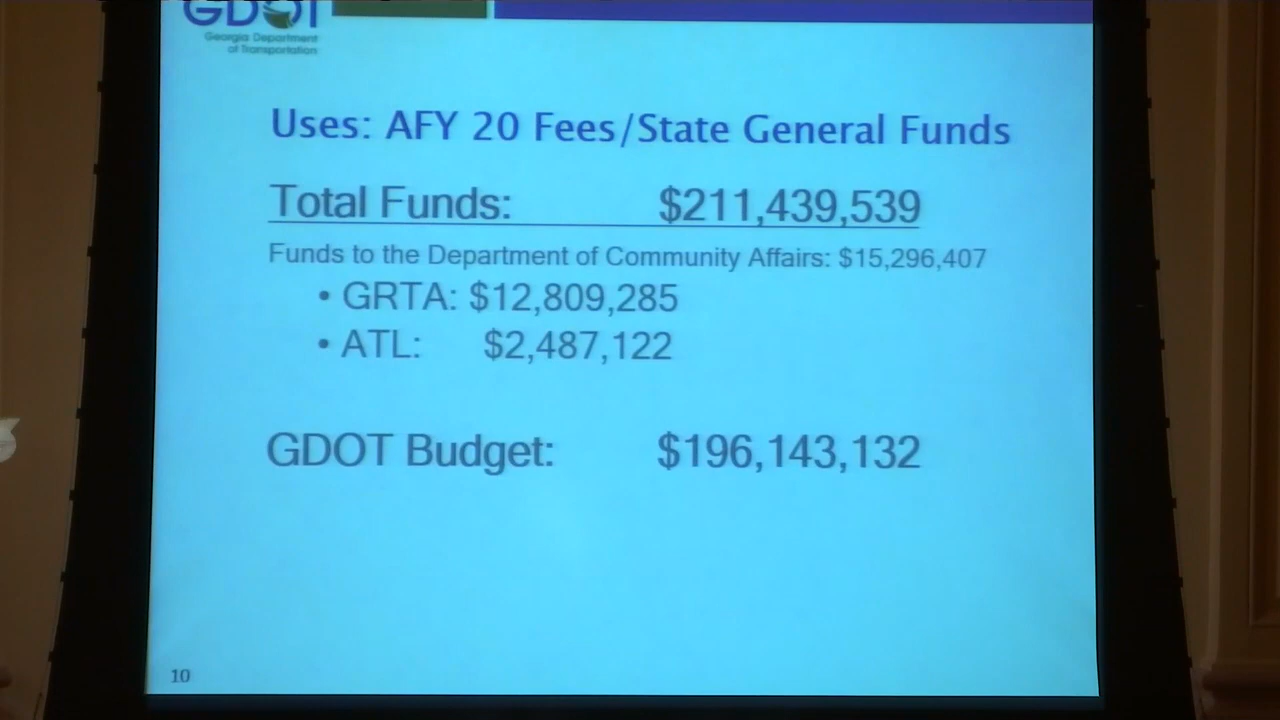 GDOT
Georgia Department
of Transportation
Uses: AFY 20 Fees/State General Funds
Total Funds: $211,439,539
Funds to the Department of Community Affairs: $15,296,407
• GRTA: $12,809,285
• ATL: $2,487,122
GDOT Budget: $196,143,132
10